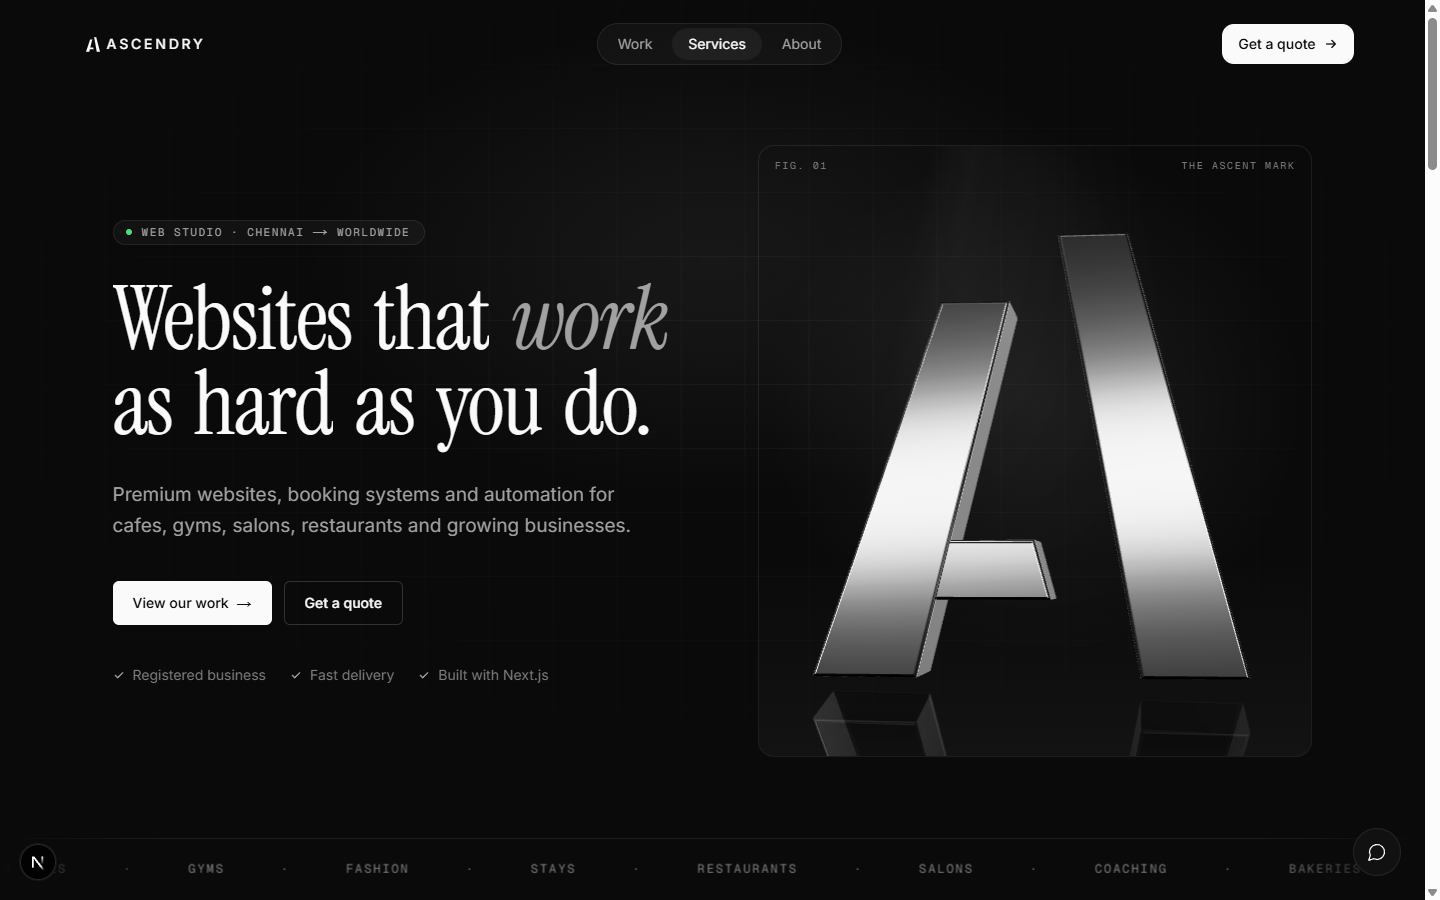 ASCENDRY
Work
Services
About
Get a quote →
FIG. 01
THE ASCENT MARK
WEB STUDIO · CHENNAI → WORLDWIDE
Websites that work
as hard as you do.
Premium websites, booking systems and automation for
cafes, gyms, salons, restaurants and growing businesses.
View our work →
Get a quote
✓ Registered business
✓ Fast delivery
✓ Built with Next.js
N
GYMS · FASHION · STAYS · RESTAURANTS · SALONS · COACHING · BAKERIES